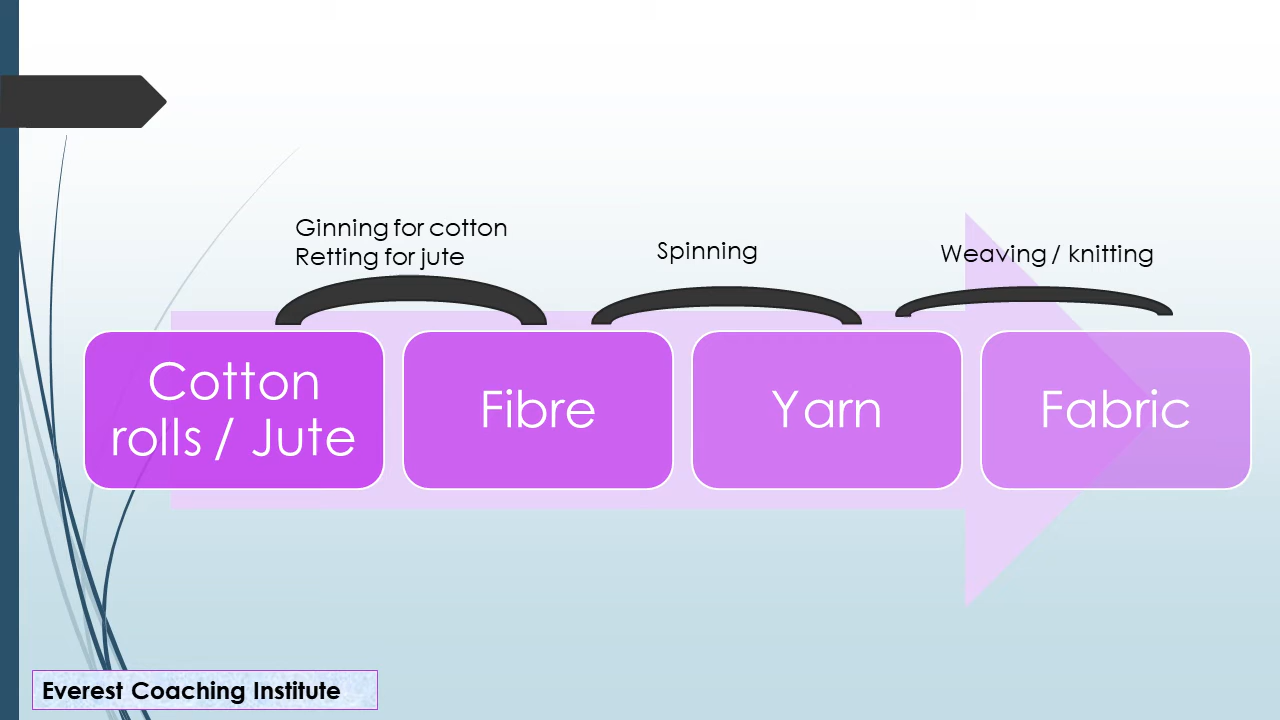 Ginning for cotton
Retting for jute
Spinning
Weaving / knitting
Cotton
rolls / Jute
Fibre
Yarn
Fabric
Everest Coaching Institute